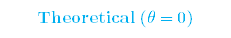 Theoretical (θ = 0)